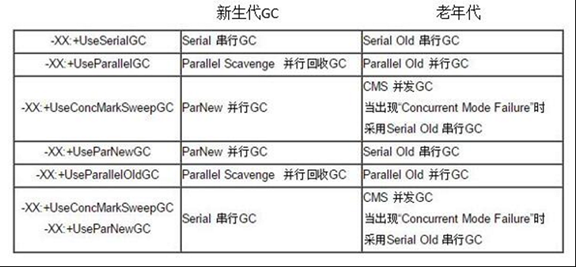 新生代GC 老年代
-XX:+UseSerialGC Serial 串行GC Serial Old 串行GC
-XX:+UseParallelGC Parallel Scavenge 并行回收GC Parallel Old 并行GC
-XX:+UseConcMarkSweepGC ParNew 并行GC CMS 并发GC
当出现“Concurrent Mode Failure”时
采用Serial Old 串行GC
-XX:+UseParNewGC ParNew 并行GC Serial Old 串行GC
-XX:+UseParallelOldGC Parallel Scavenge 并行回收GC Parallel Old 并行GC
-XX:+UseConcMarkSweepGC
-XX:+UseParNewGC
Serial 串行GC
CMS 并发GC
当出现“Concurrent Mode Failure”时
采用Serial Old 串行GC